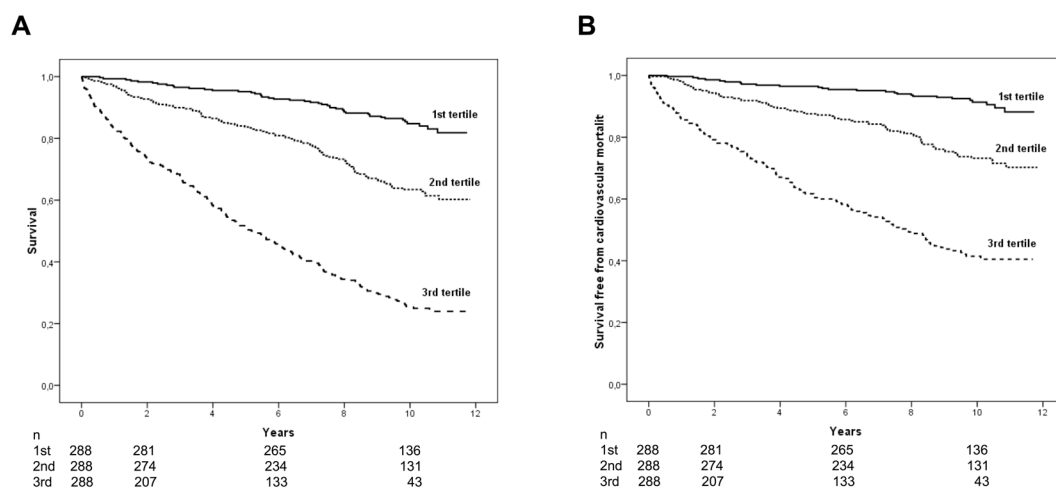 A
1,0
0,8
0,6
0,4
0,2
0,0
Survival
1st tertile
2nd tertile
3rd tertile
0 2 4 6 8 10 12
Years
n
1st 288 281 265 136
2nd 288 274 234 131
3rd 288 207 133 43
B
1,0
0,8
0,6
0,4
0,2
0,0
Survival free from cardiovascular mortalit
1st tertile
2nd tertile
3rd tertile
0 2 4 6 8 10 12
Years
n
1st 288 281 265 136
2nd 288 274 234 131
3rd 288 207 133 43